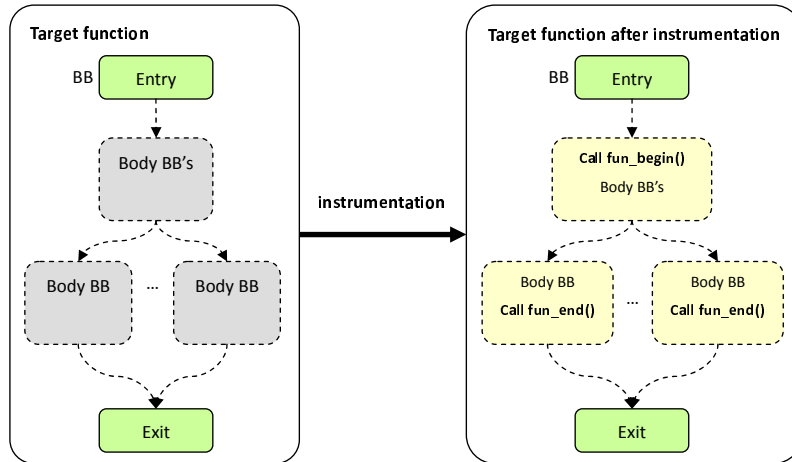 Target function
BB
Entry
Body BB's
Body BB
...
Body BB
Exit
instrumentation
Target function after instrumentation
BB
Entry
Call fun_begin()
Body BB's
Body BB
Call fun_end()
...
Body BB
Call fun_end()
Exit